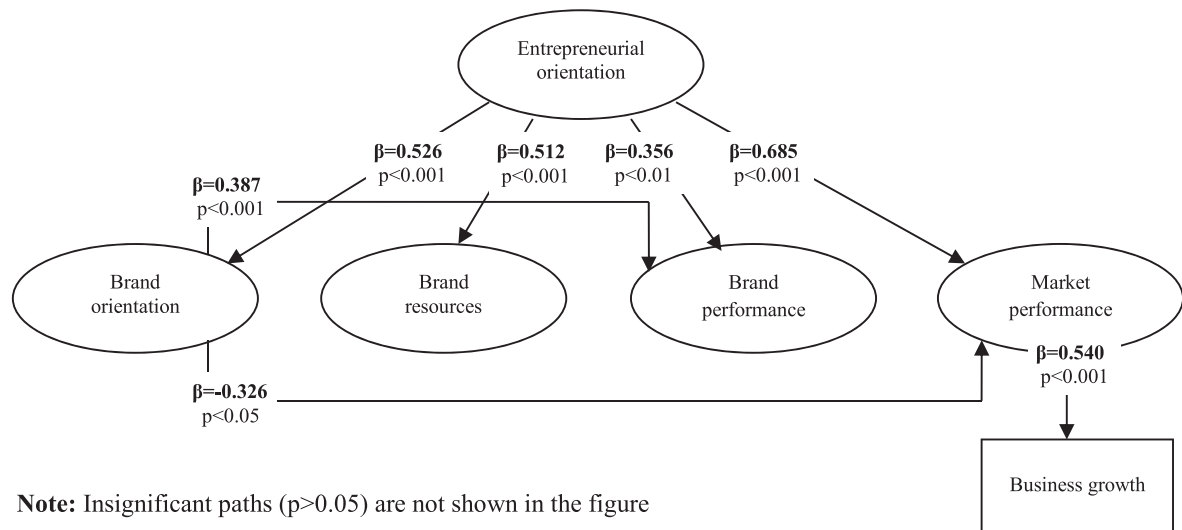 Entrepreneurial
orientation
β=0.526
p<0.001
β=0.512
p<0.001
β=0.356
p<0.01
β=0.685
p<0.001
β=0.387
p<0.001
Brand
orientation
Brand
resources
Brand
performance
Market
performance
β=0.540
p<0.001
β=-0.326
p<0.05
Business growth
Note: Insignificant paths (p>0.05) are not shown in the figure